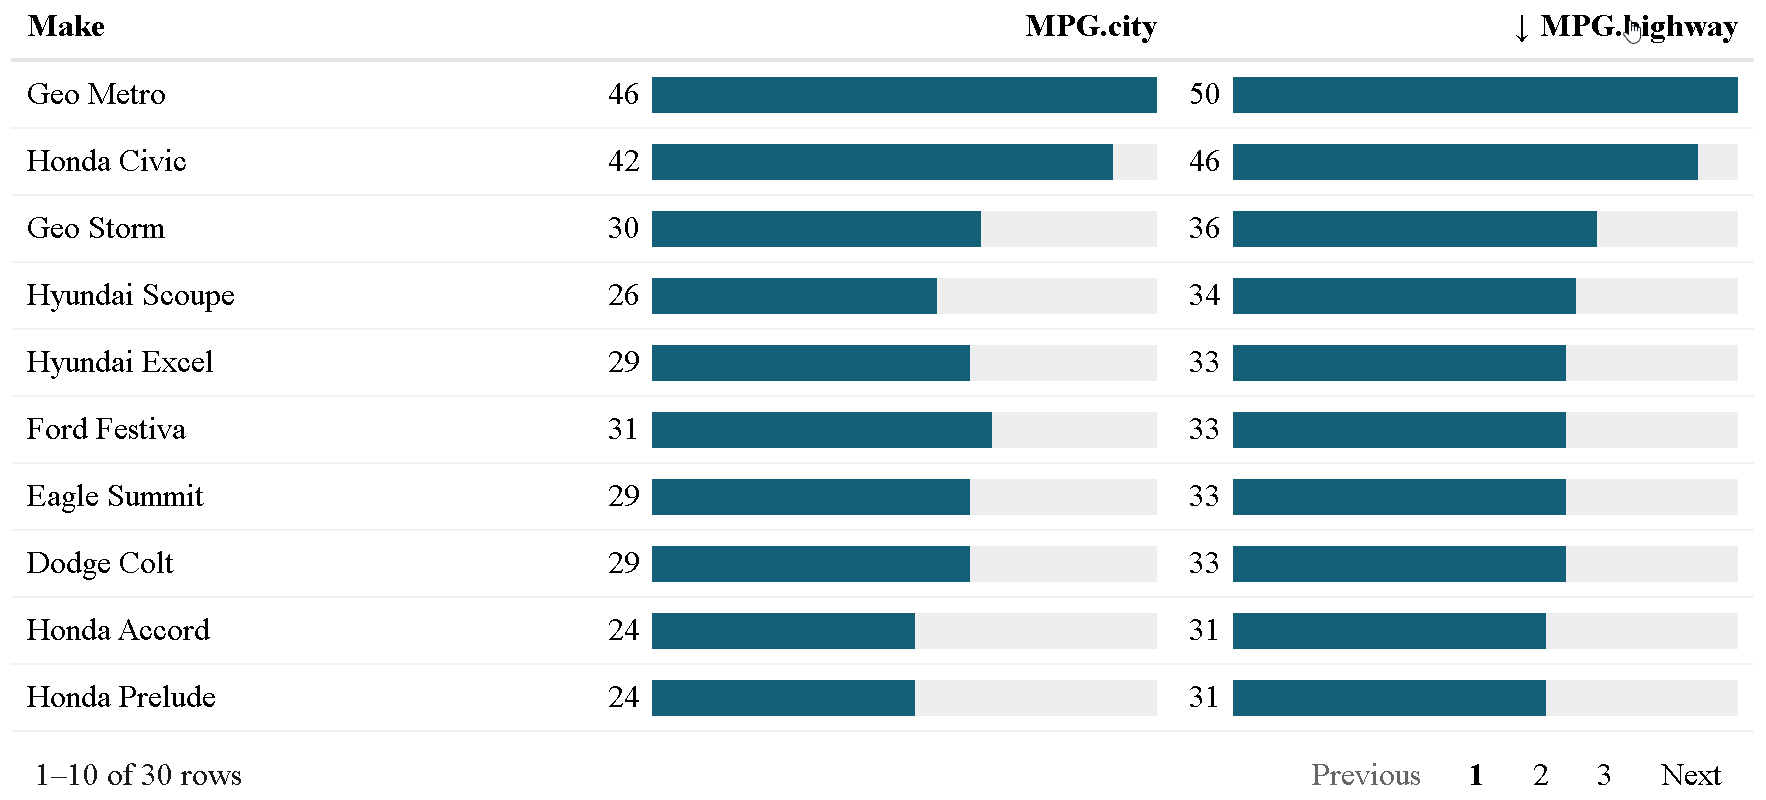 Make MPG.city ↓ MPG.highway
Geo Metro 46 50
Honda Civic 42 46
Geo Storm 30 36
Hyundai Scoupe 26 34
Hyundai Excel 29 33
Ford Festiva 31 33
Eagle Summit 29 33
Dodge Colt 29 33
Honda Accord 24 31
Honda Prelude 24 31
1–10 of 30 rows Previous 1 2 3 Next